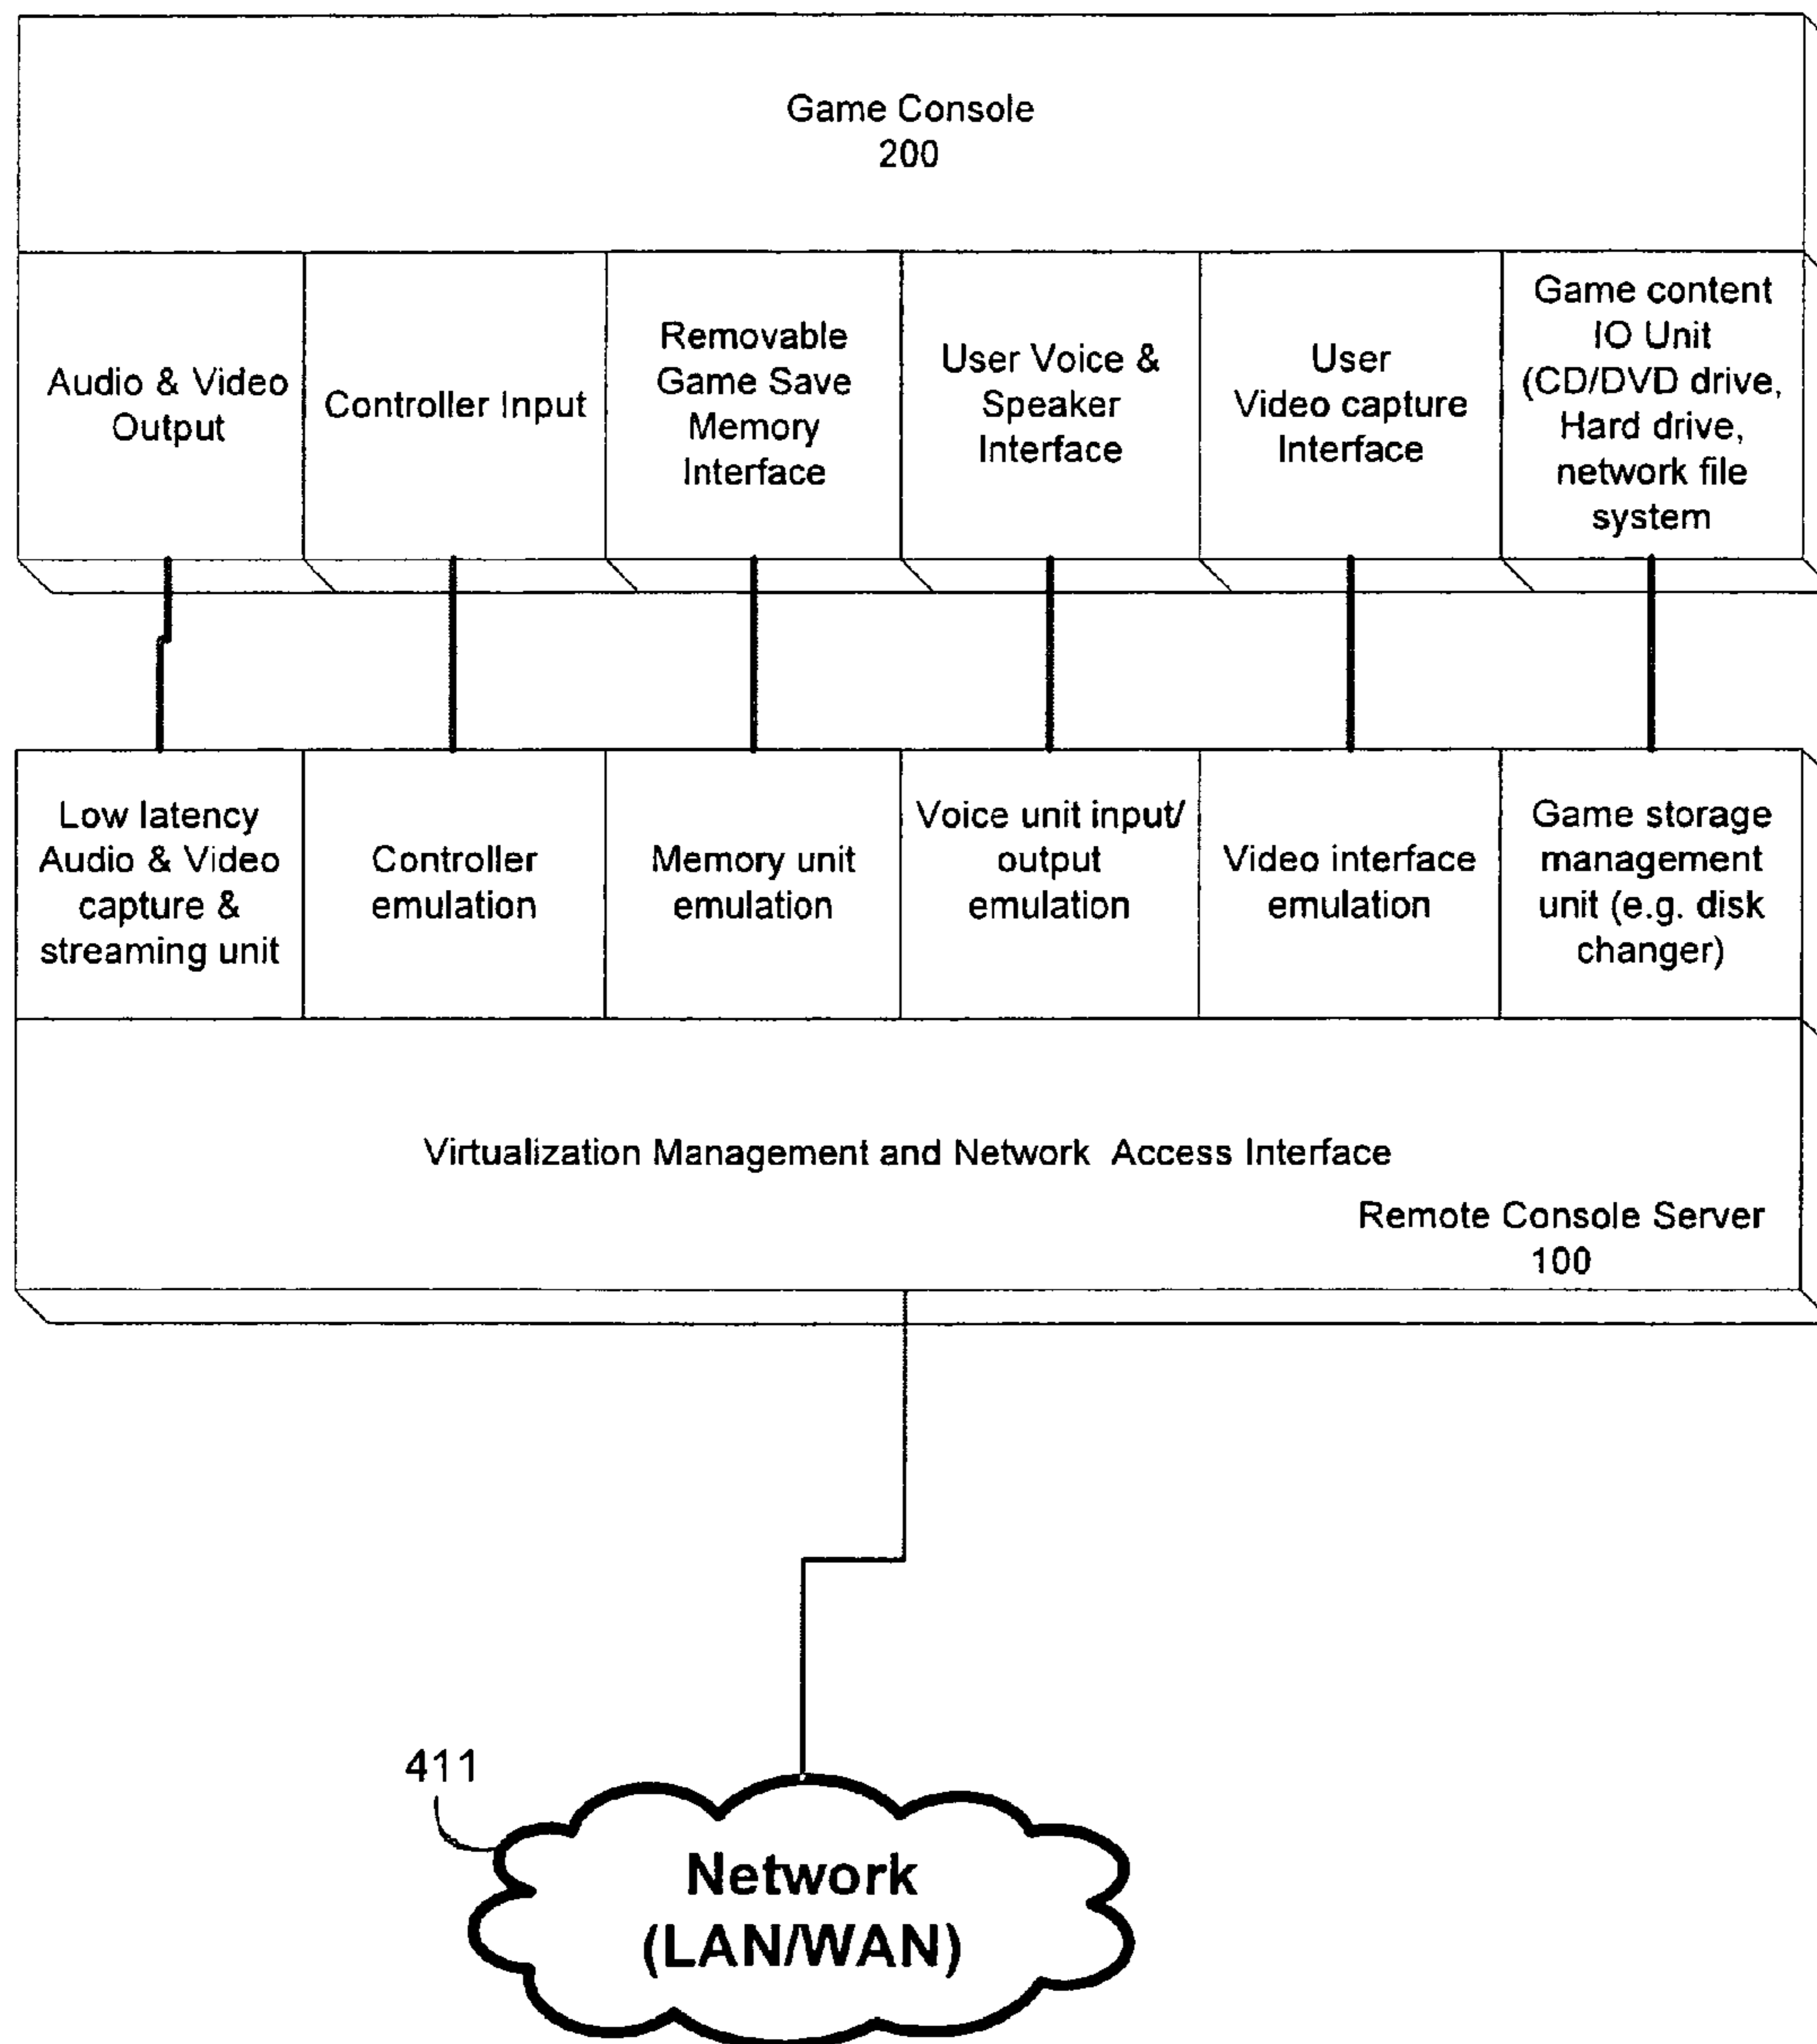 Game Console
200
Audio & Video
Output
Controller Input
Removable
Game Save
Memory
Interface
User Voice &
Speaker
Interface
User
Video capture
Interface
Game content
IO Unit
(CD/DVD drive,
Hard drive,
network file
system
Low latency
Audio & Video
capture &
streaming unit
Controller
emulation
Memory unit
emulation
Voice unit input/
output
emulation
Video interface
emulation
Game storage
management
unit (e.g. disk
changer)
Virtualization Management and Network Access Interface
Remote Console Server
100
411
Network
(LAN/WAN)